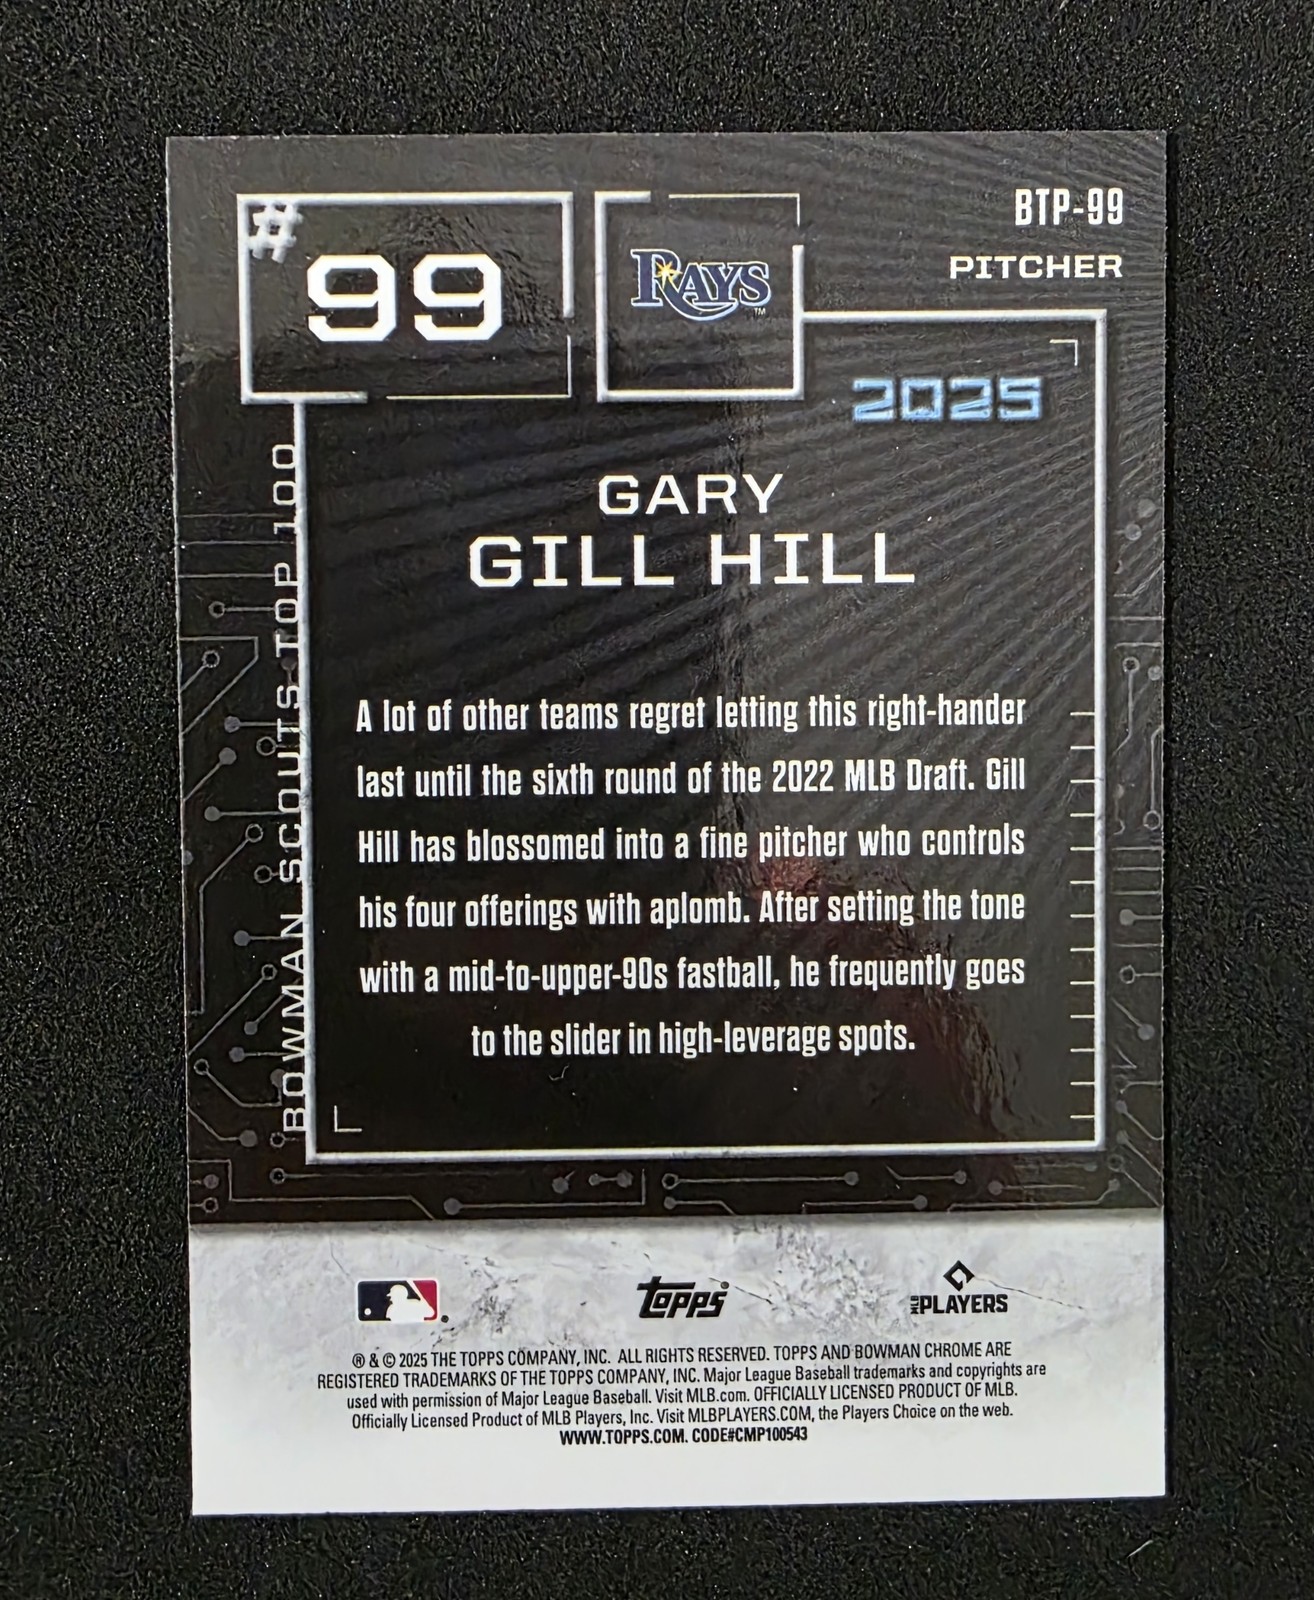 #99
RAYS™
BTP-99
PITCHER
2025
BOWMAN SCOUTS TOP 100
GARY
GILL HILL
A lot of other teams regret letting this right-hander
last until the sixth round of the 2022 MLB Draft. Gill
Hill has blossomed into a fine pitcher who controls
his four offerings with aplomb. After setting the tone
with a mid-to-upper-90s fastball, he frequently goes
to the slider in high-leverage spots.
topps®
MLB PLAYERS
® & © 2025 THE TOPPS COMPANY, INC. ALL RIGHTS RESERVED. TOPPS AND BOWMAN CHROME ARE
REGISTERED TRADEMARKS OF THE TOPPS COMPANY, INC. Major League Baseball trademarks and copyrights are
used with permission of Major League Baseball. Visit MLB.com. OFFICIALLY LICENSED PRODUCT OF MLB.
Officially Licensed Product of MLB Players, Inc. Visit MLBPLAYERS.COM, the Players Choice on the web.
WWW.TOPPS.COM. CODE#CMP100543